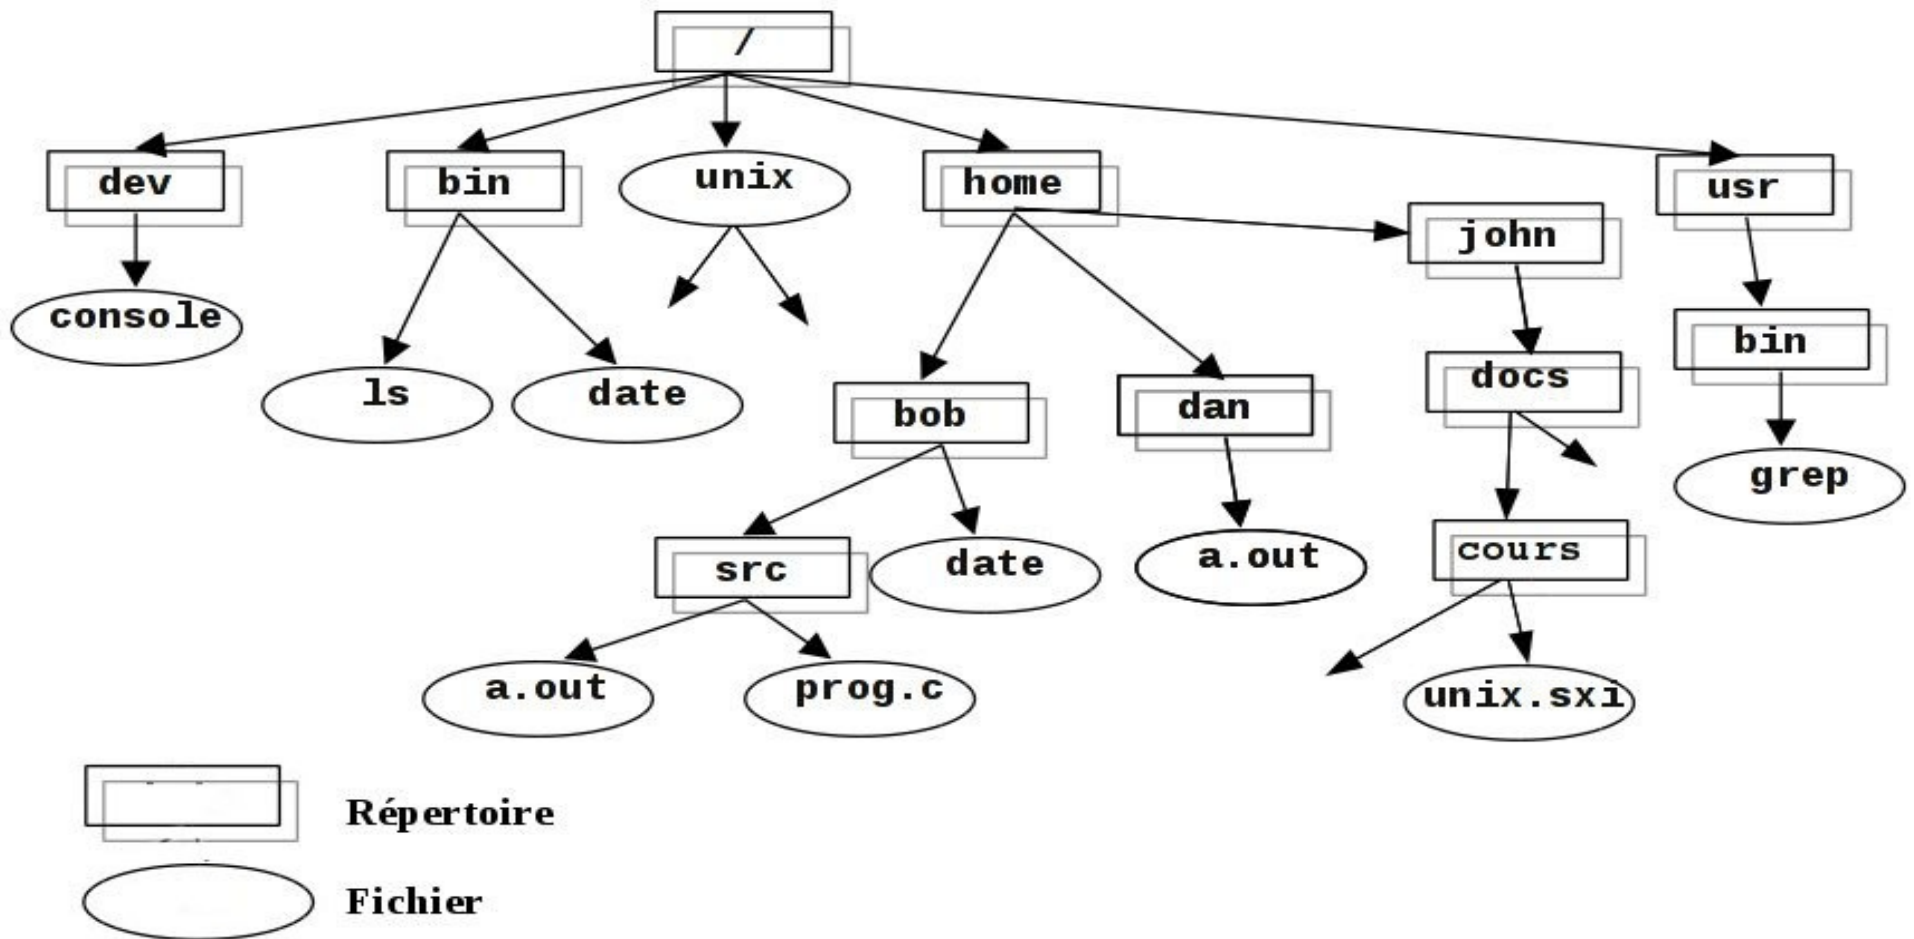 /
dev
bin
unix
home
usr
john
console
bin
docs
ls
date
bob
dan
grep
cours
src
date
a.out
a.out
prog.c
unix.sxi
Répertoire
Fichier